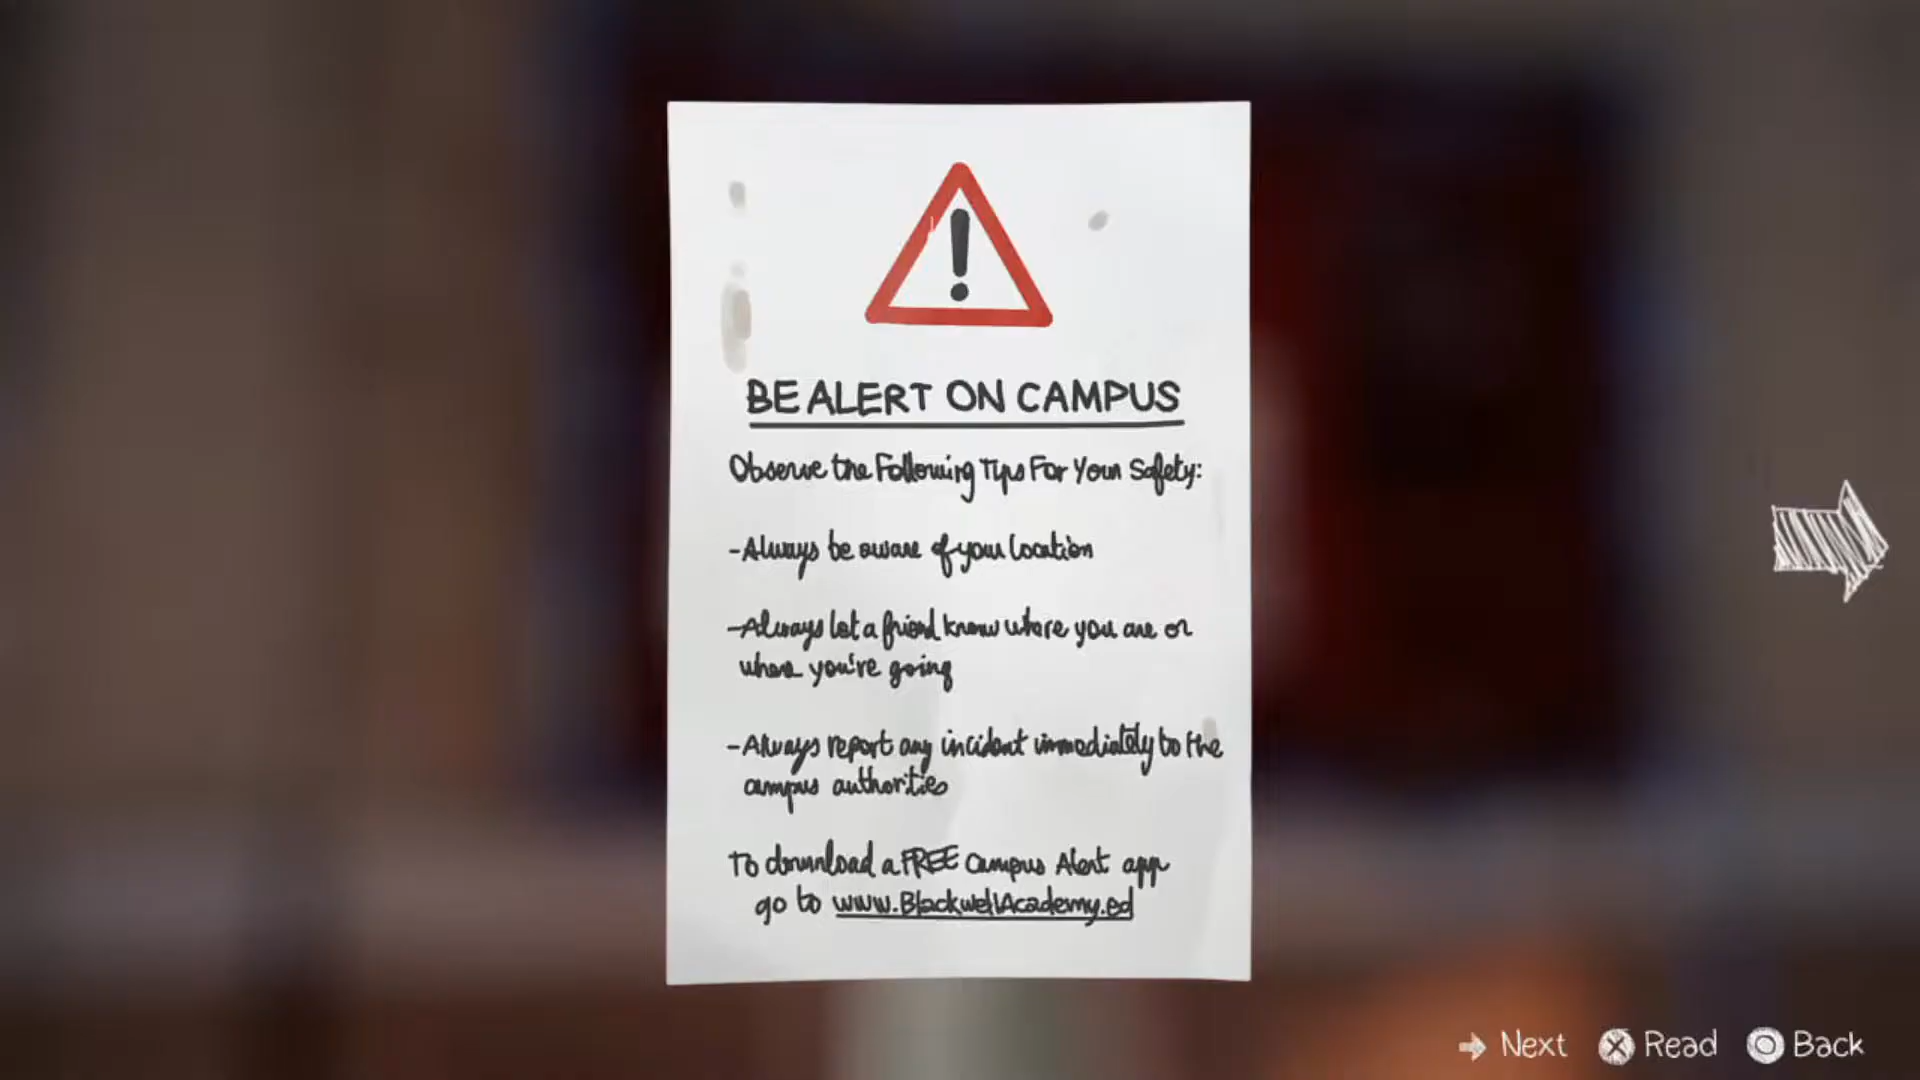 !
BE ALERT ON CAMPUS
Observe the Following Tips For Your Safety:
-Always be aware of your location
-Always let a friend know where you are or
where you're going
-Always report any incident immediately to the
campus authorities
To download a FREE Campus Alert app
go to www.BlackwellAcademy.ed
Next Read Back